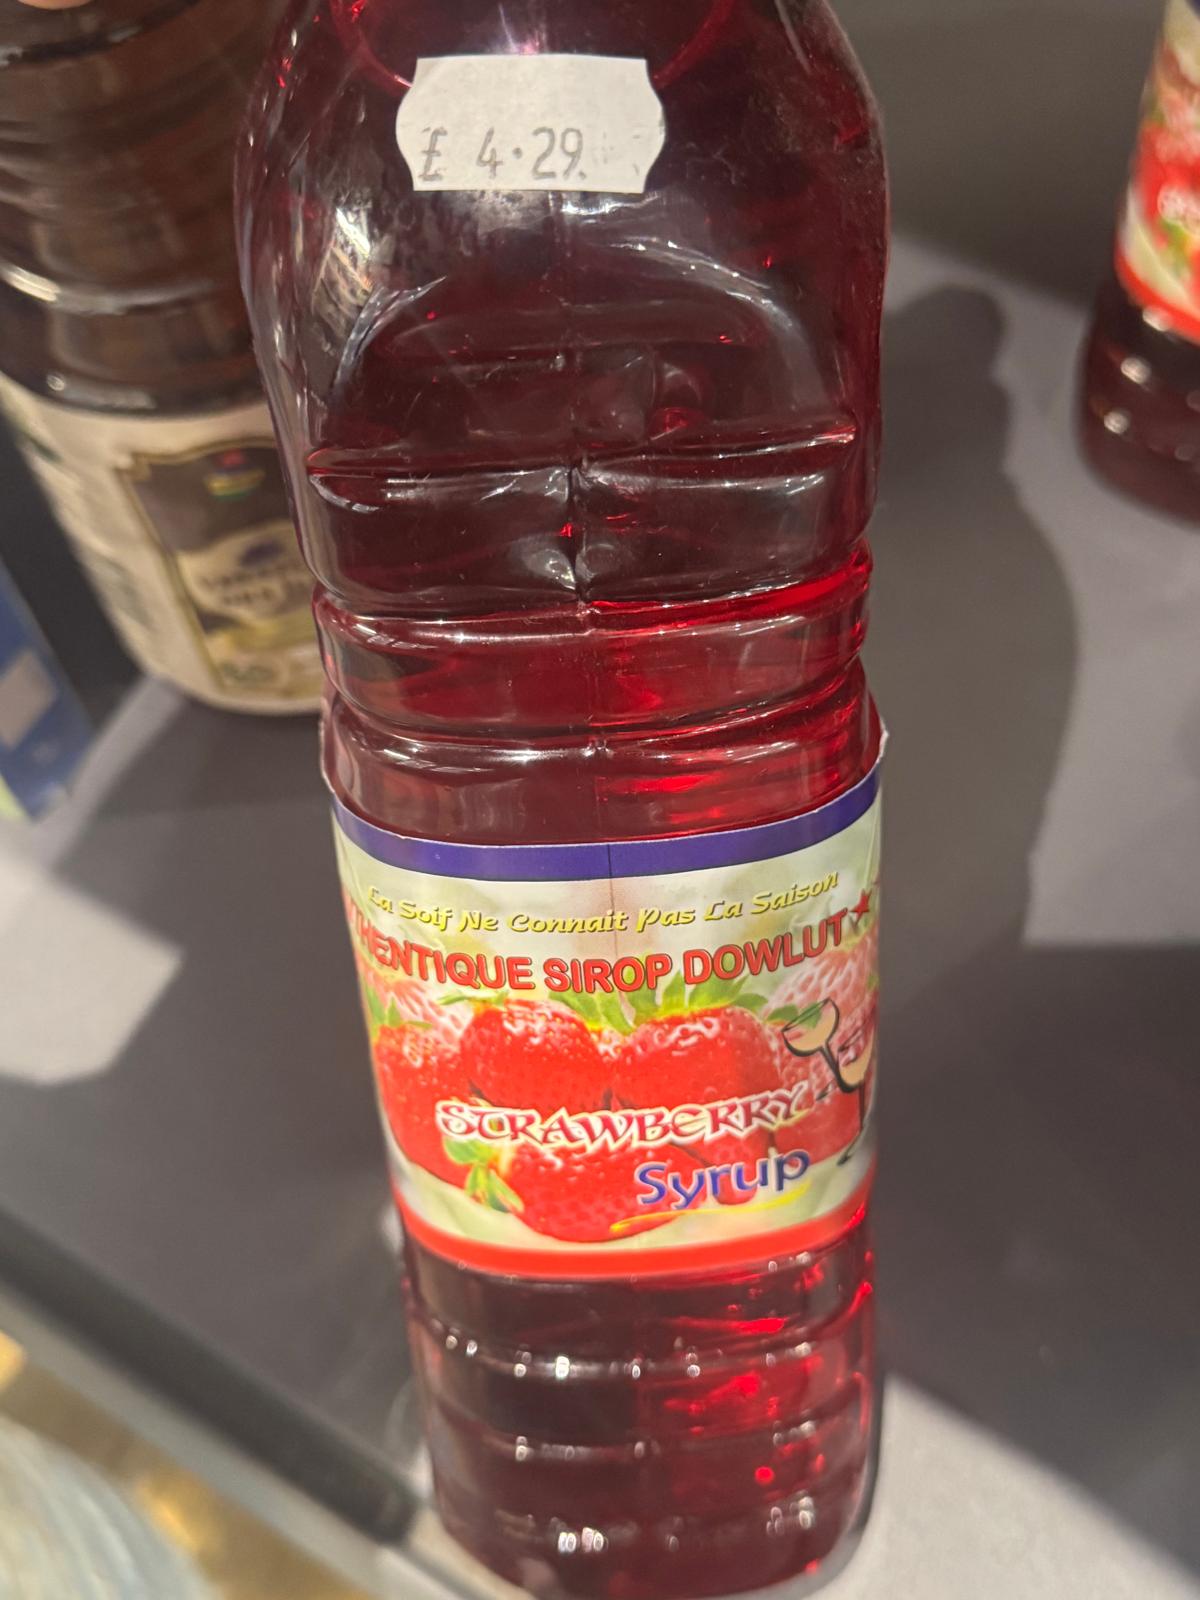 £ 4.29
La Soif Ne Connait Pas La Saison
THENTIQUE SIROP DOWLUT
STRAWBERRY
Syrup